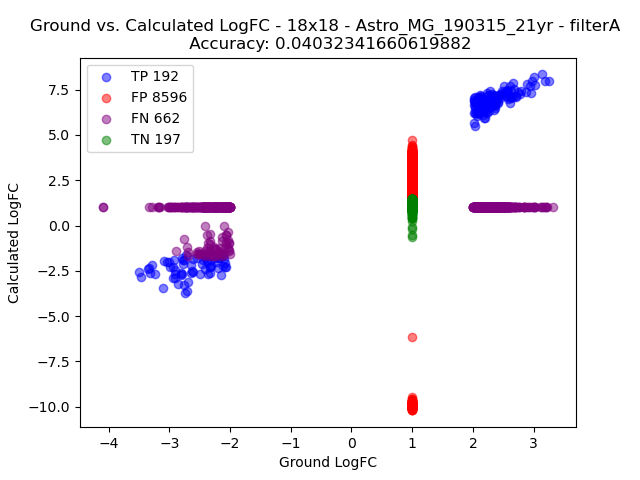 Ground vs. Calculated LogFC - 18x18 - Astro_MG_190315_21yr - filterA
Accuracy: 0.04032341660619882
TP 192
FP 8596
FN 662
TN 197
7.5
5.0
2.5
0.0
−2.5
−5.0
−7.5
−10.0
Calculated LogFC
−4 −3 −2 −1 0 1 2 3
Ground LogFC